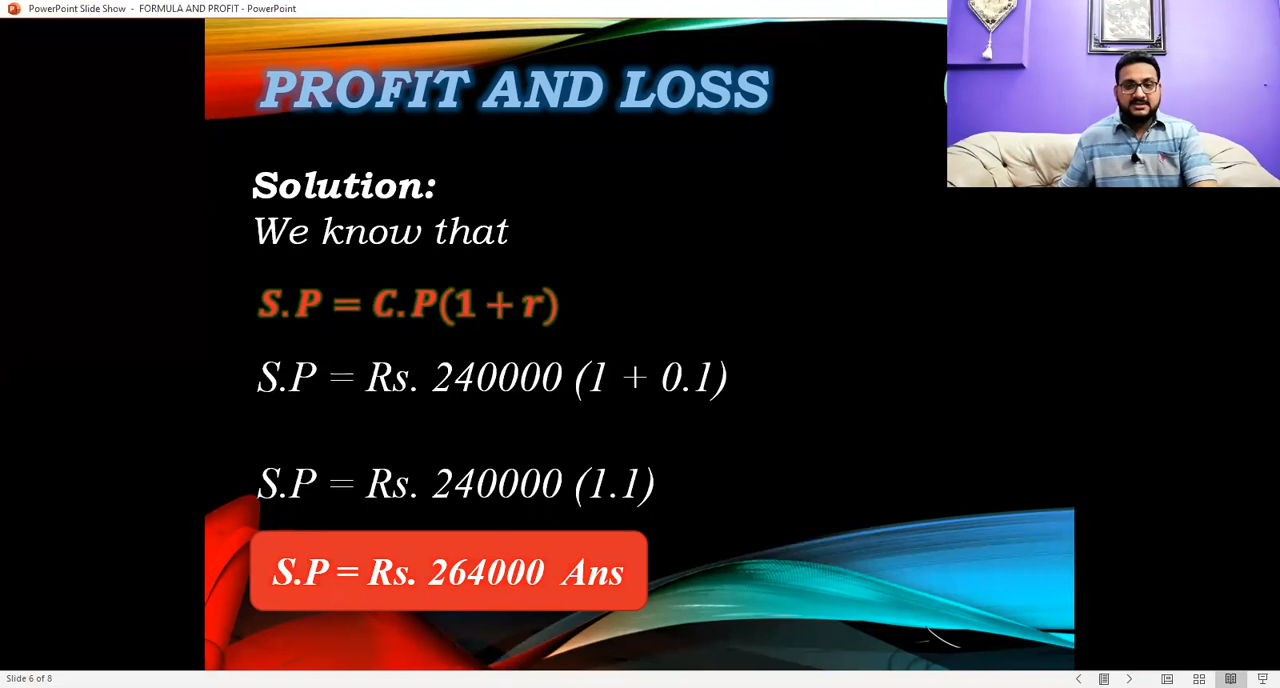 PowerPoint Slide Show - FORMULA AND PROFIT - PowerPoint
PROFIT AND LOSS
Solution:
We know that
S.P = C.P(1 + r)
S.P = Rs. 240000 (1 + 0.1)
S.P = Rs. 240000 (1.1)
S.P = Rs. 264000 Ans
Slide 6 of 8